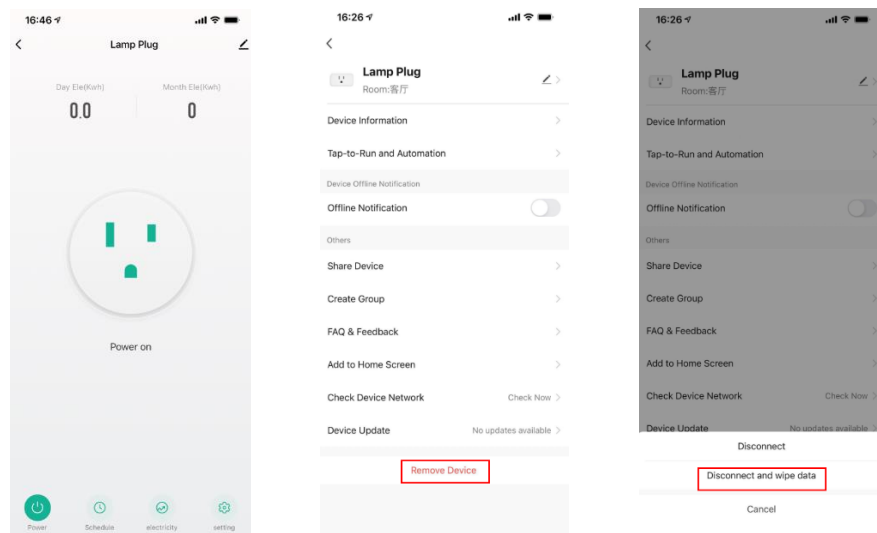 16:46
Lamp Plug
Day Ele(Kwh) Month Ele(Kwh)
0.0 0
Power on
Power Schedule electricity setting
16:26
Lamp Plug
Room:客厅
Device Information
Tap-to-Run and Automation
Device Offline Notification
Offline Notification
Others
Share Device
Create Group
FAQ & Feedback
Add to Home Screen
Check Device Network Check Now
Device Update No updates available
Remove Device
16:26
Lamp Plug
Room:客厅
Device Information
Tap-to-Run and Automation
Device Offline Notification
Offline Notification
Others
Share Device
Create Group
FAQ & Feedback
Add to Home Screen
Check Device Network Check Now
Device Update No updates available
Disconnect
Disconnect and wipe data
Cancel